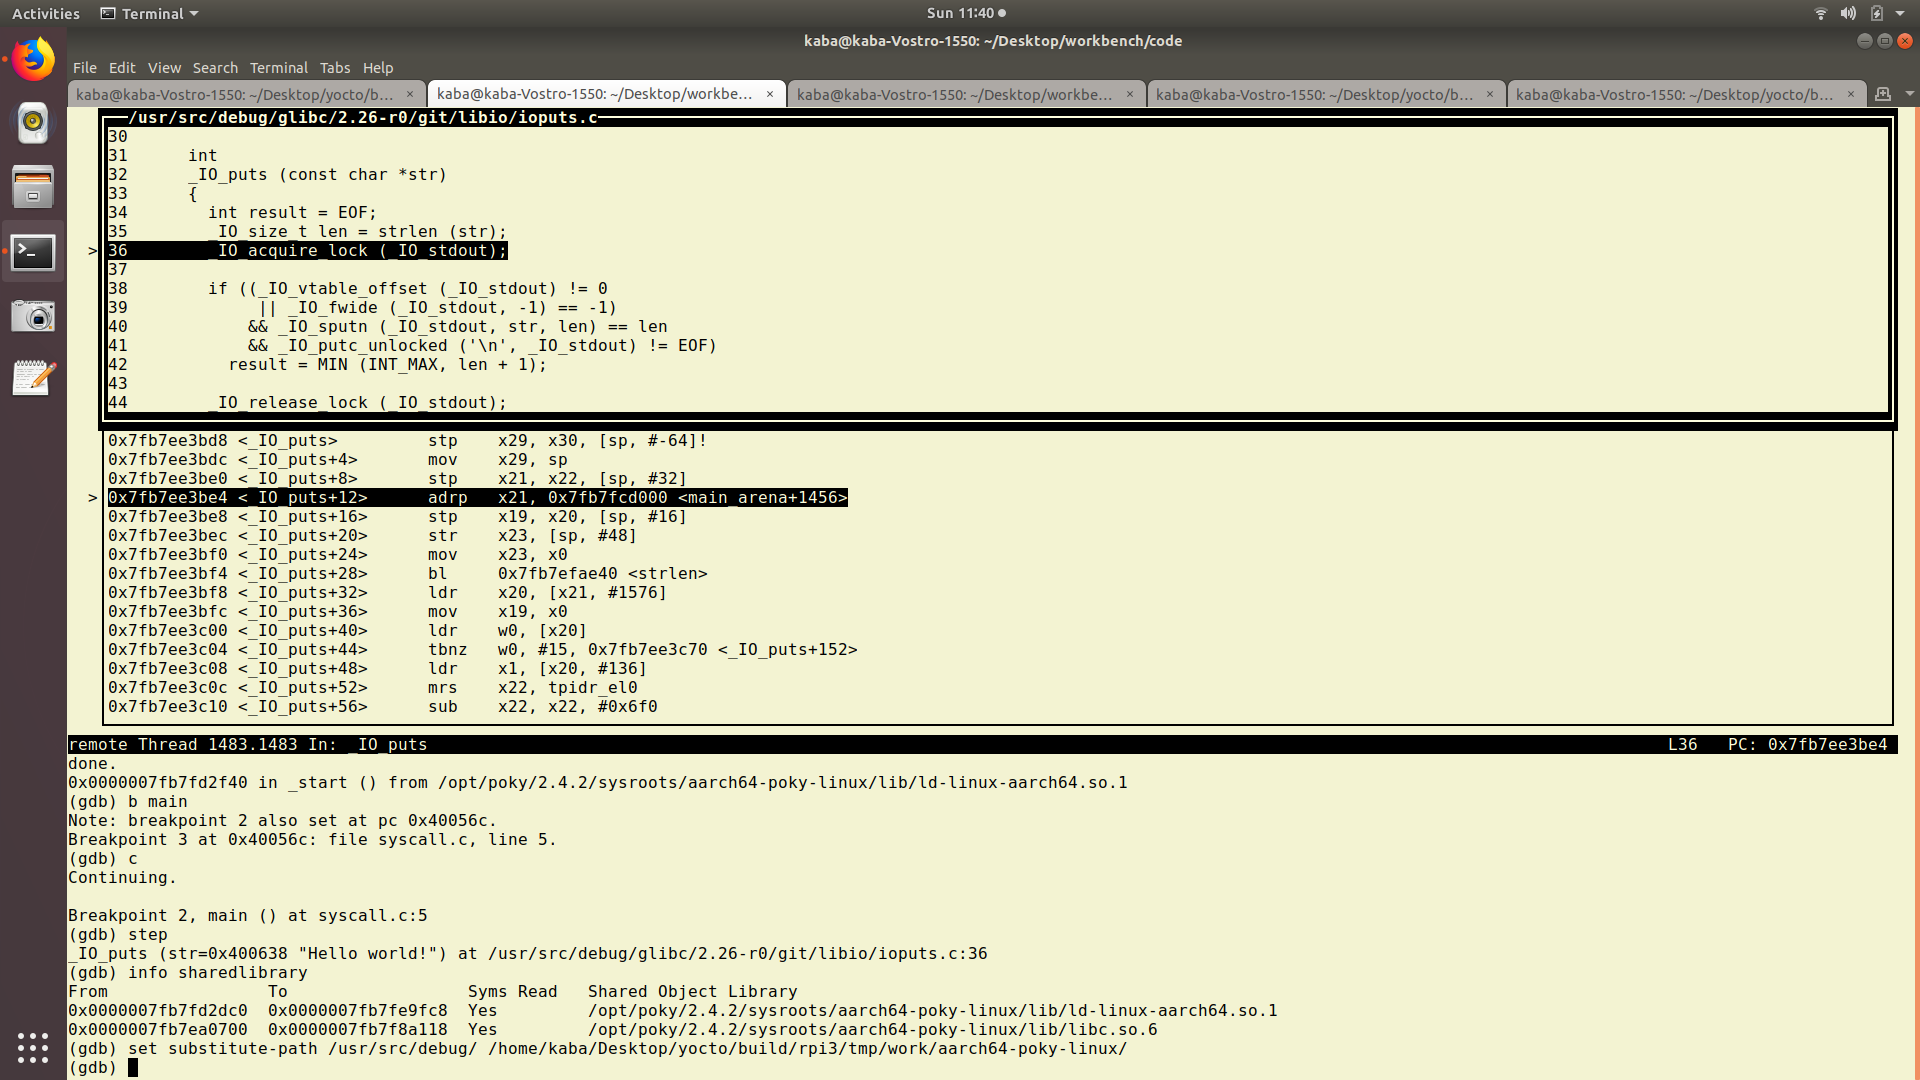 Activities Terminal Sun 11:40
kaba@kaba-Vostro-1550: ~/Desktop/workbench/code
File Edit View Search Terminal Tabs Help
kaba@kaba-Vostro-1550: ~/Desktop/yocto/b... × kaba@kaba-Vostro-1550: ~/Desktop/workbe... × kaba@kaba-Vostro-1550: ~/Desktop/workbe... × kaba@kaba-Vostro-1550: ~/Desktop/yocto/b... × kaba@kaba-Vostro-1550: ~/Desktop/yocto/b... ×
/usr/src/debug/glibc/2.26-r0/git/libio/ioputs.c
30
31      int
32      _IO_puts (const char *str)
33      {
34        int result = EOF;
35        _IO_size_t len = strlen (str);
>36        _IO_acquire_lock (_IO_stdout);
37
38        if ((_IO_vtable_offset (_IO_stdout) != 0
39             || _IO_fwide (_IO_stdout, -1) == -1)
40            && _IO_sputn (_IO_stdout, str, len) == len
41            && _IO_putc_unlocked ('\n', _IO_stdout) != EOF)
42          result = MIN (INT_MAX, len + 1);
43
44        _IO_release_lock (_IO_stdout);
0x7fb7ee3bd8 <_IO_puts>         stp    x29, x30, [sp, #-64]!
0x7fb7ee3bdc <_IO_puts+4>       mov    x29, sp
0x7fb7ee3be0 <_IO_puts+8>       stp    x21, x22, [sp, #32]
>0x7fb7ee3be4 <_IO_puts+12>      adrp   x21, 0x7fb7fcd000 <main_arena+1456>
0x7fb7ee3be8 <_IO_puts+16>      stp    x19, x20, [sp, #16]
0x7fb7ee3bec <_IO_puts+20>      str    x23, [sp, #48]
0x7fb7ee3bf0 <_IO_puts+24>      mov    x23, x0
0x7fb7ee3bf4 <_IO_puts+28>      bl     0x7fb7efae40 <strlen>
0x7fb7ee3bf8 <_IO_puts+32>      ldr    x20, [x21, #1576]
0x7fb7ee3bfc <_IO_puts+36>      mov    x19, x0
0x7fb7ee3c00 <_IO_puts+40>      ldr    w0, [x20]
0x7fb7ee3c04 <_IO_puts+44>      tbnz   w0, #15, 0x7fb7ee3c70 <_IO_puts+152>
0x7fb7ee3c08 <_IO_puts+48>      ldr    x1, [x20, #136]
0x7fb7ee3c0c <_IO_puts+52>      mrs    x22, tpidr_el0
0x7fb7ee3c10 <_IO_puts+56>      sub    x22, x22, #0x6f0
remote Thread 1483.1483 In: _IO_puts L36 PC: 0x7fb7ee3be4
done.
0x0000007fb7fd2f40 in _start () from /opt/poky/2.4.2/sysroots/aarch64-poky-linux/lib/ld-linux-aarch64.so.1
(gdb) b main
Note: breakpoint 2 also set at pc 0x40056c.
Breakpoint 3 at 0x40056c: file syscall.c, line 5.
(gdb) c
Continuing.
Breakpoint 2, main () at syscall.c:5
(gdb) step
_IO_puts (str=0x400638 "Hello world!") at /usr/src/debug/glibc/2.26-r0/git/libio/ioputs.c:36
(gdb) info sharedlibrary
From                To                  Syms Read   Shared Object Library
0x0000007fb7fd2dc0  0x0000007fb7fe9fc8  Yes         /opt/poky/2.4.2/sysroots/aarch64-poky-linux/lib/ld-linux-aarch64.so.1
0x0000007fb7ea0700  0x0000007fb7f8a118  Yes         /opt/poky/2.4.2/sysroots/aarch64-poky-linux/lib/libc.so.6
(gdb) set substitute-path /usr/src/debug/ /home/kaba/Desktop/yocto/build/rpi3/tmp/work/aarch64-poky-linux/
(gdb)